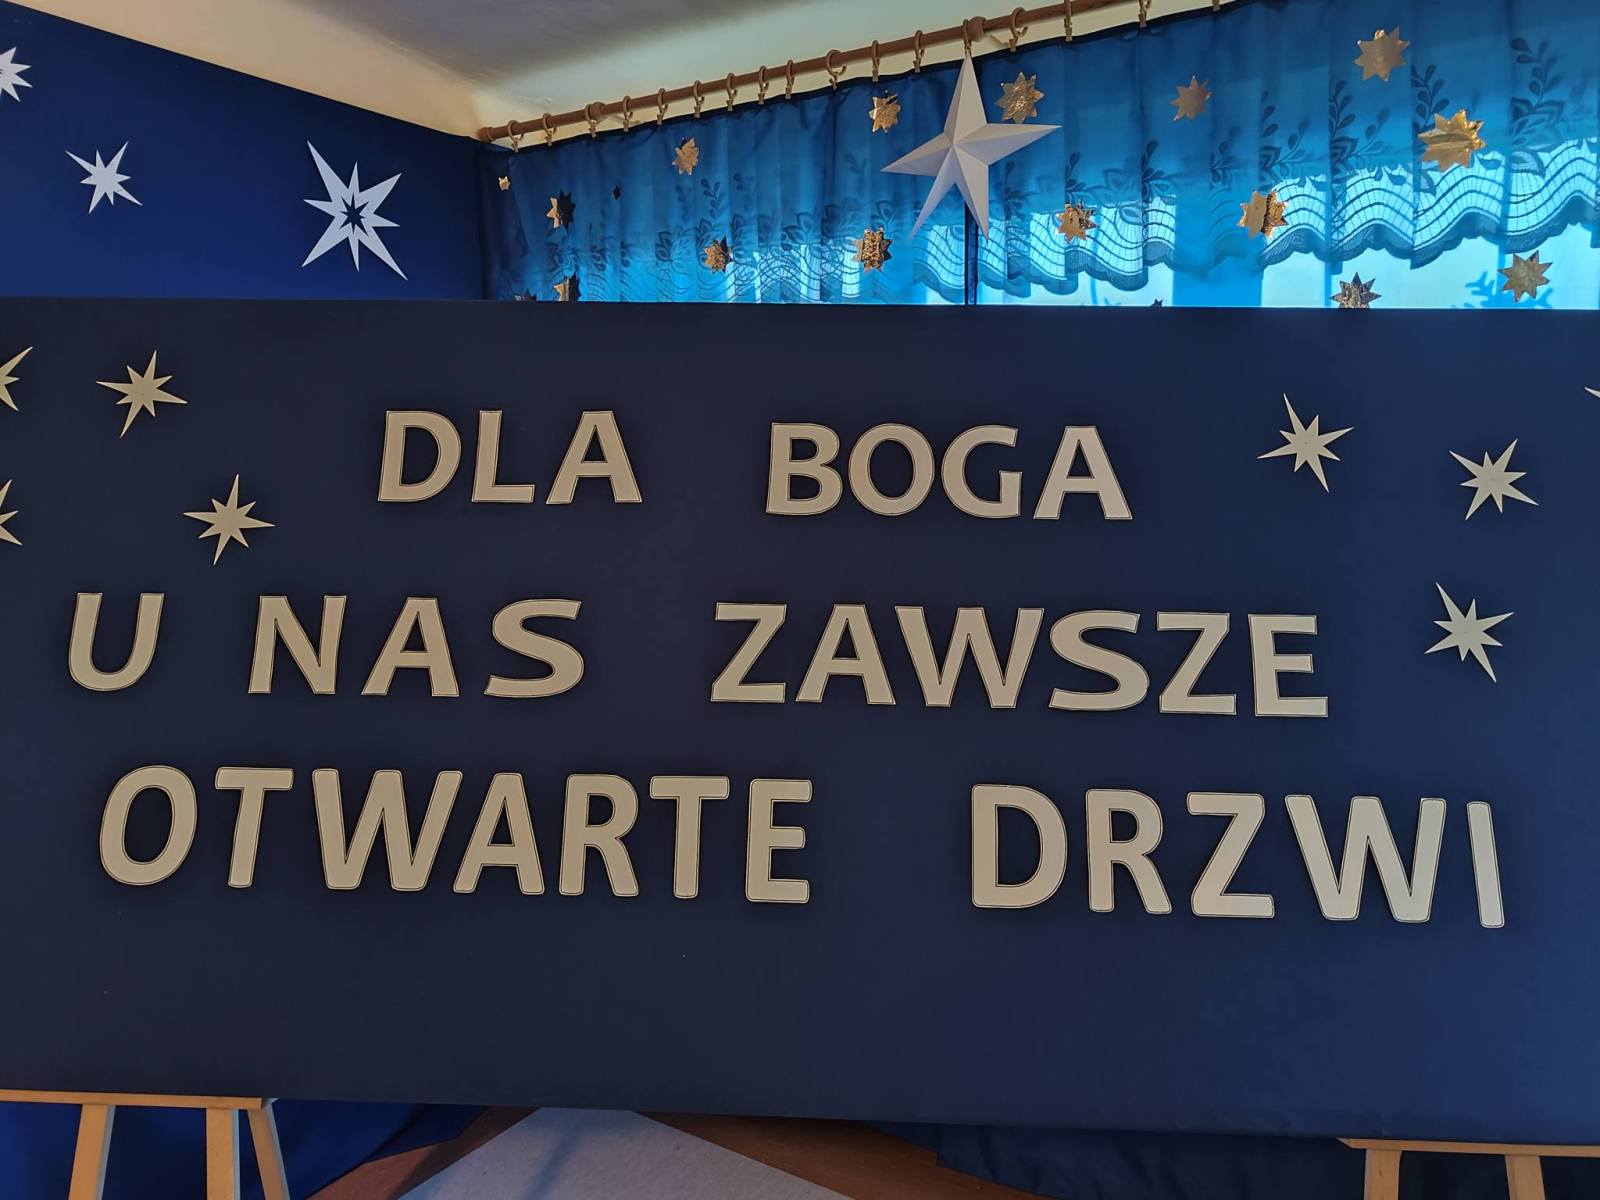 DLA BOGA
U NAS ZAWSZE
OTWARTE DRZWI